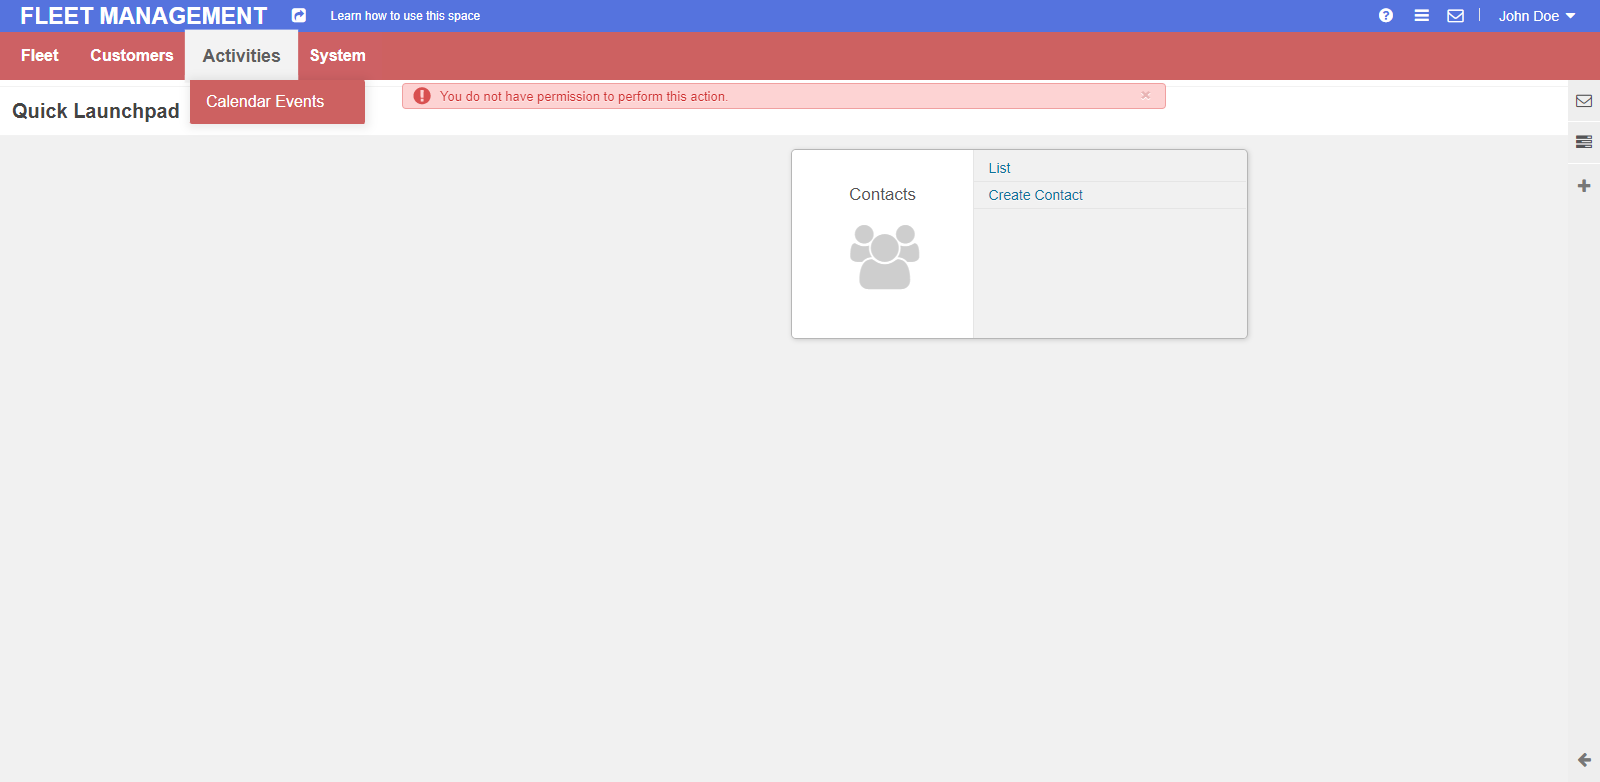 FLEET MANAGEMENT
Learn how to use this space
John Doe
Fleet
Customers
Activities
System
Calendar Events
You do not have permission to perform this action.
Quick Launchpad
Contacts
List
Create Contact